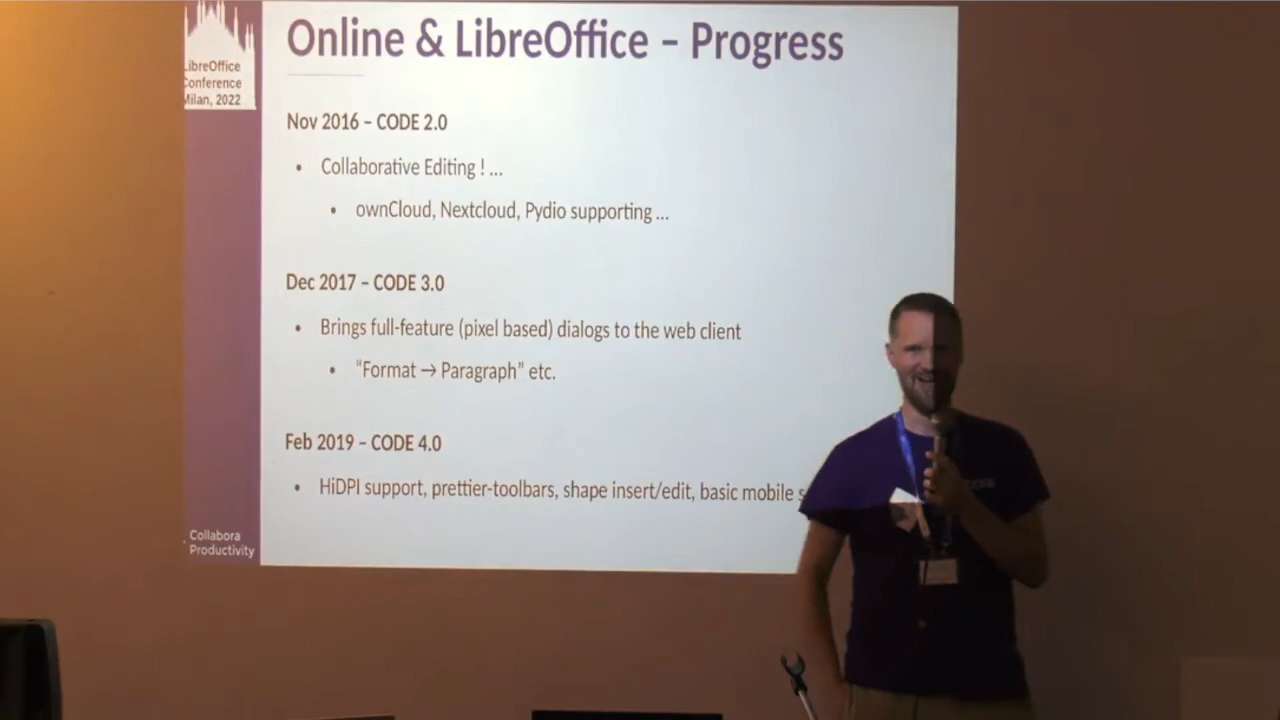 Online & LibreOffice – Progress
LibreOffice
Conference
Milan, 2022
Nov 2016 – CODE 2.0
• Collaborative Editing ! ...
• ownCloud, Nextcloud, Pydio supporting ...
Dec 2017 – CODE 3.0
• Brings full-feature (pixel based) dialogs to the web client
• “Format → Paragraph” etc.
Feb 2019 – CODE 4.0
• HiDPI support, prettier-toolbars, shape insert/edit, basic mobile s
Collabora
Productivity